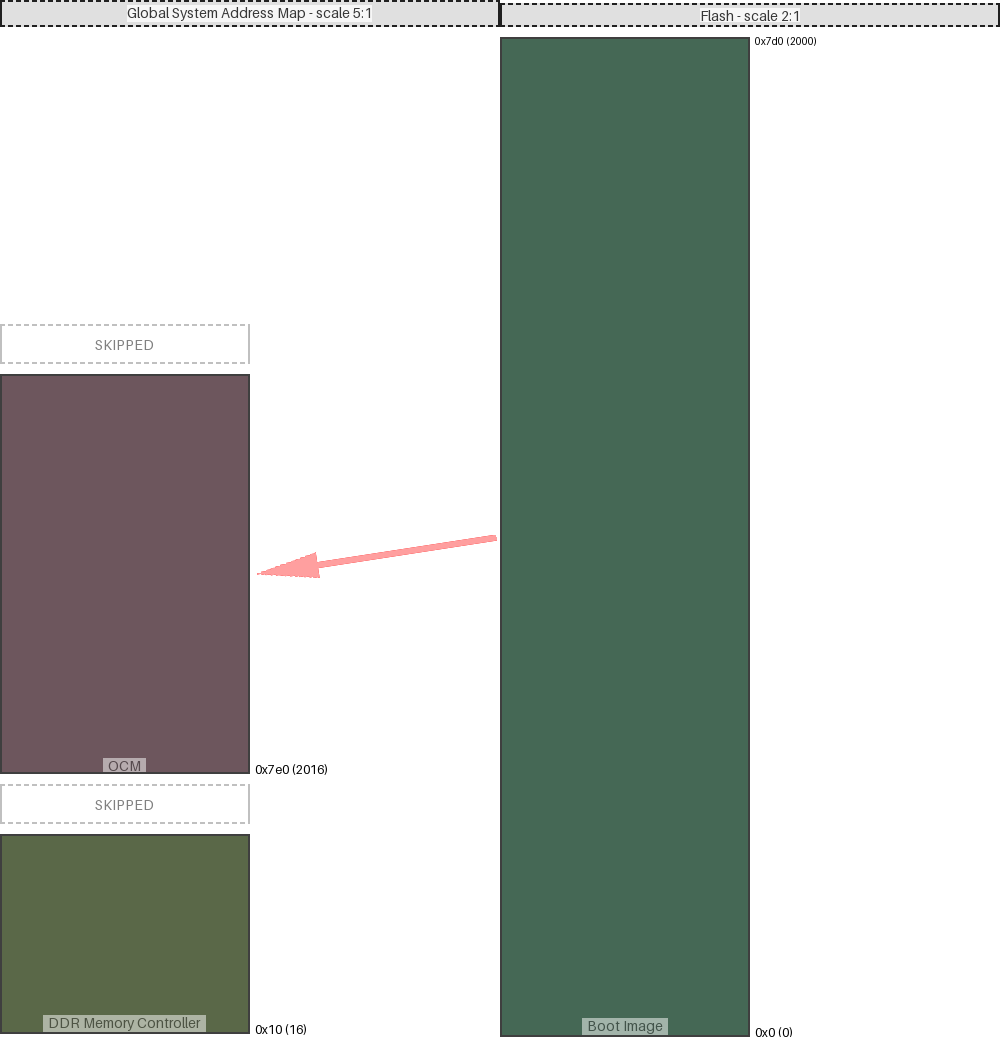 Global System Address Map - scale 5:1
Flash - scale 2:1
0x7d0 (2000)
SKIPPED
OCM
0x7e0 (2016)
SKIPPED
DDR Memory Controller
0x10 (16)
Boot Image
0x0 (0)